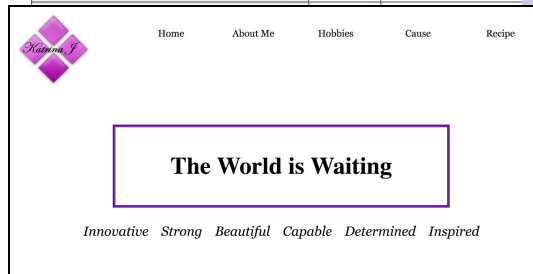 Katrina J
Home About Me Hobbies Cause Recipe
The World is Waiting
Innovative Strong Beautiful Capable Determined Inspired